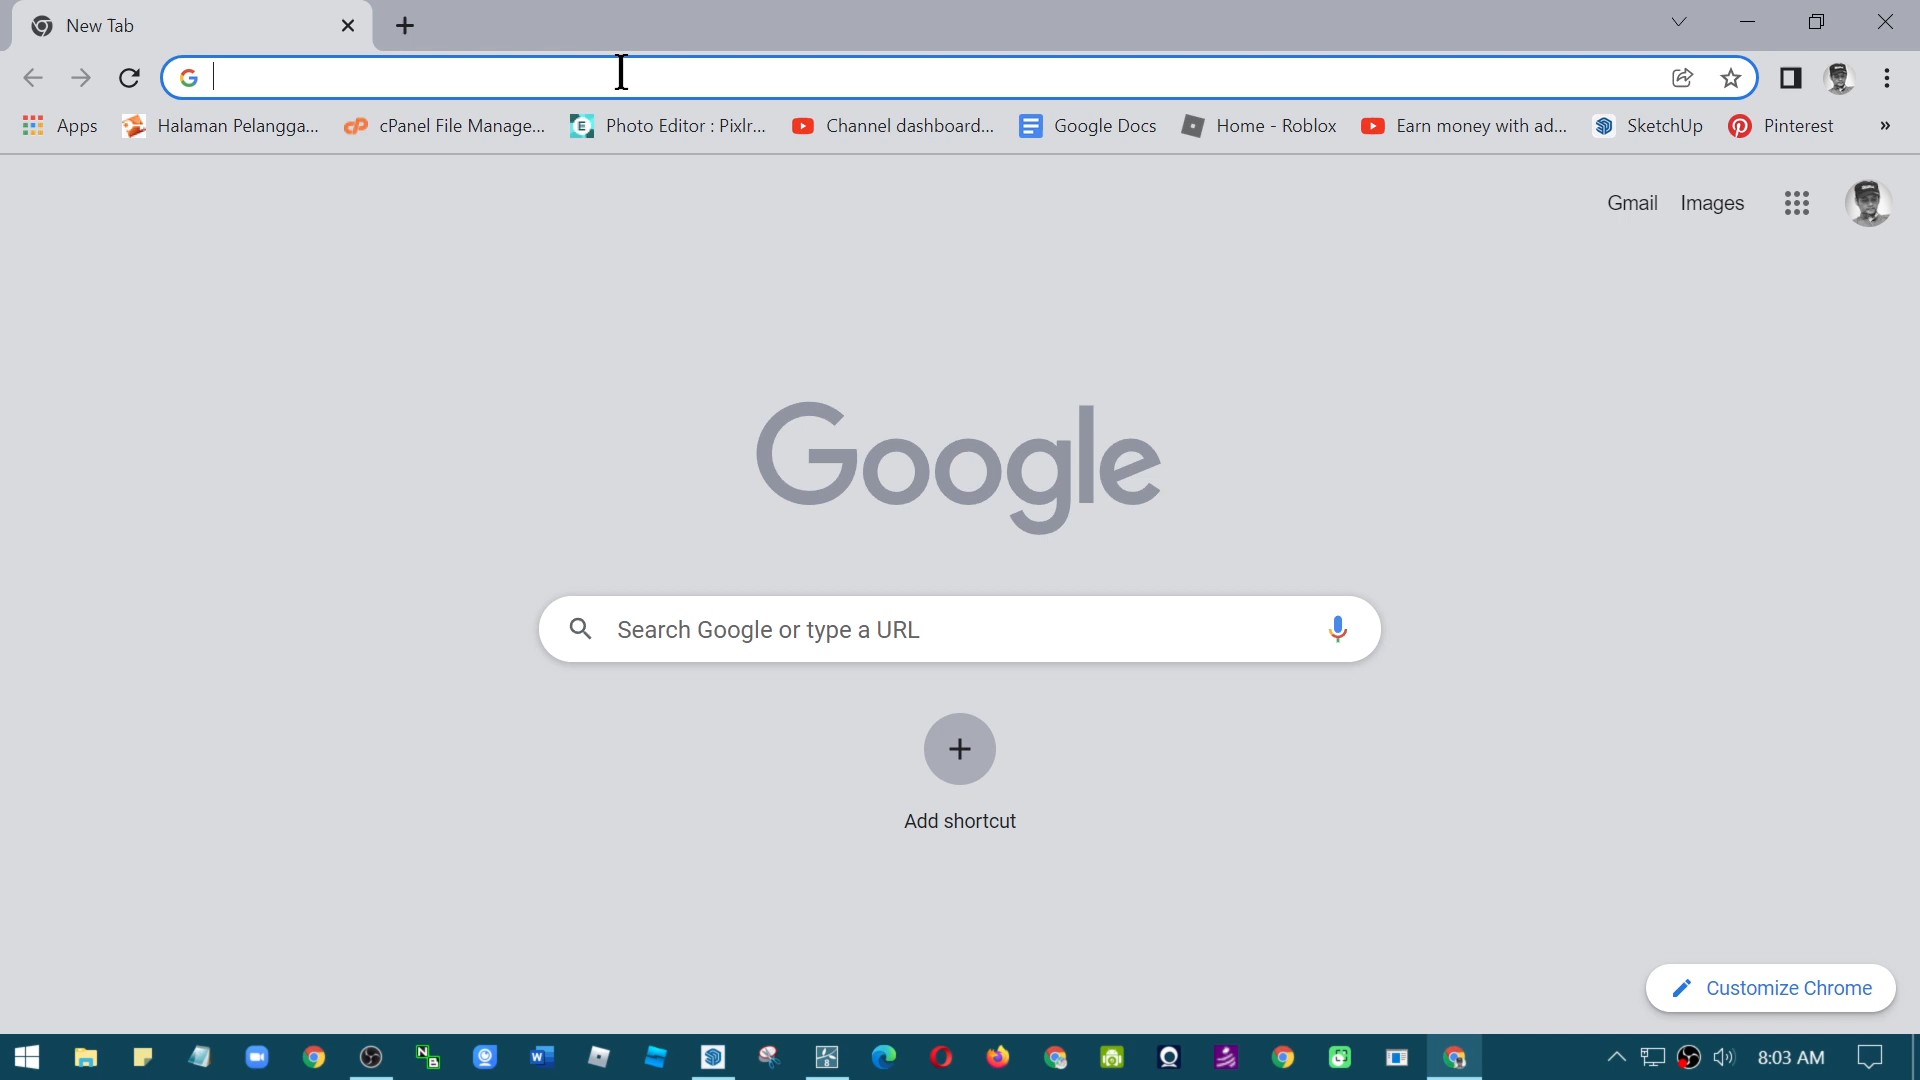 New Tab
Apps Halaman Pelangga... cPanel File Manage... Photo Editor : Pixlr... Channel dashboard... Google Docs Home - Roblox Earn money with ad... SketchUp Pinterest »
Gmail Images
Google
Search Google or type a URL
Add shortcut
Customize Chrome
8:03 AM